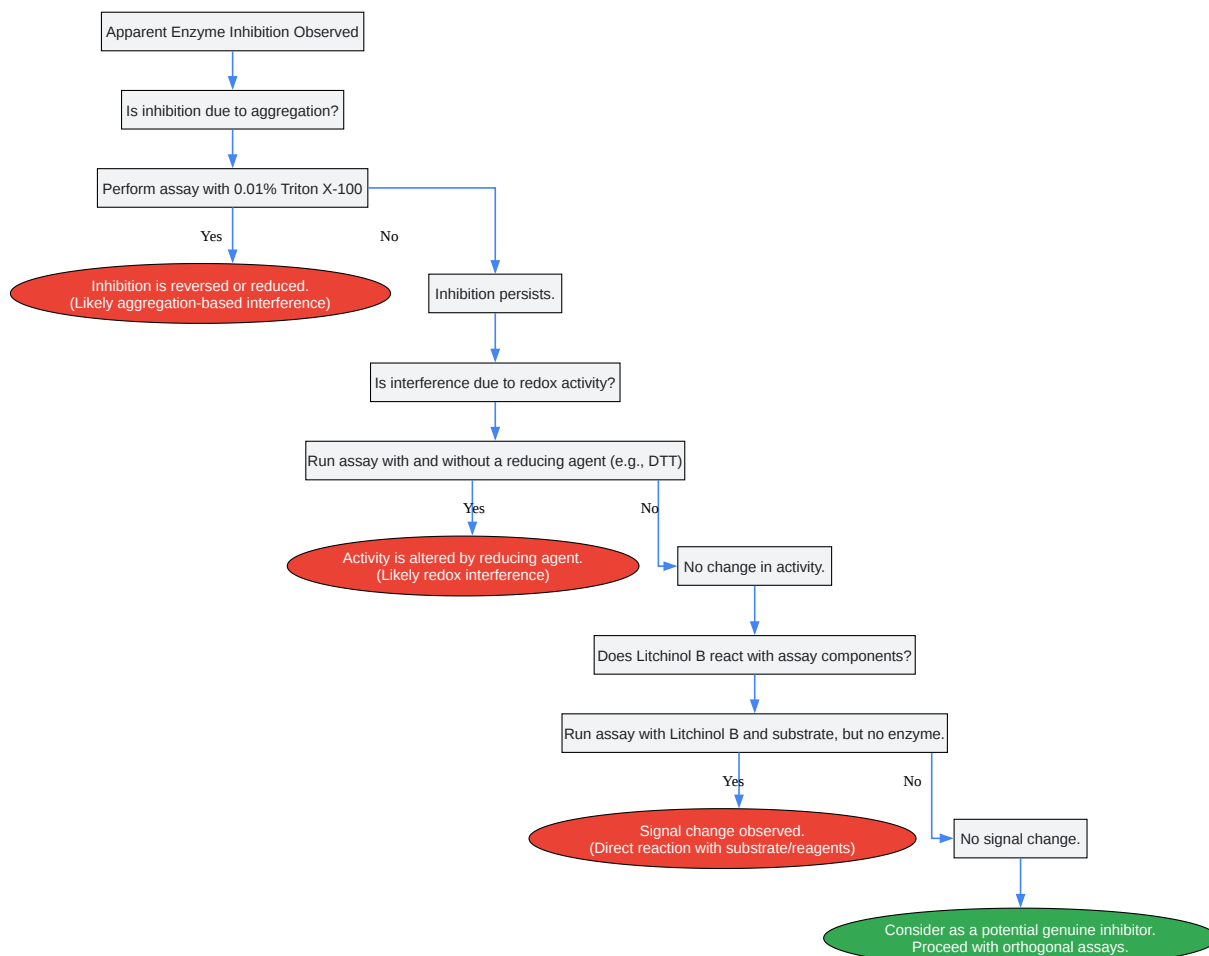 Apparent Enzyme Inhibition Observed
Is inhibition due to aggregation?
Perform assay with 0.01% Triton X-100
Yes
No
Inhibition is reversed or reduced.
(Likely aggregation-based interference)
Inhibition persists.
Is interference due to redox activity?
Run assay with and without a reducing agent (e.g., DTT)
Yes
No
Activity is altered by reducing agent.
(Likely redox interference)
No change in activity.
Does Litchinol B react with assay components?
Run assay with Litchinol B and substrate, but no enzyme.
Yes
No
Signal change observed.
(Direct reaction with substrate/reagents)
No signal change.
Consider as a potential genuine inhibitor.
Proceed with orthogonal assays.